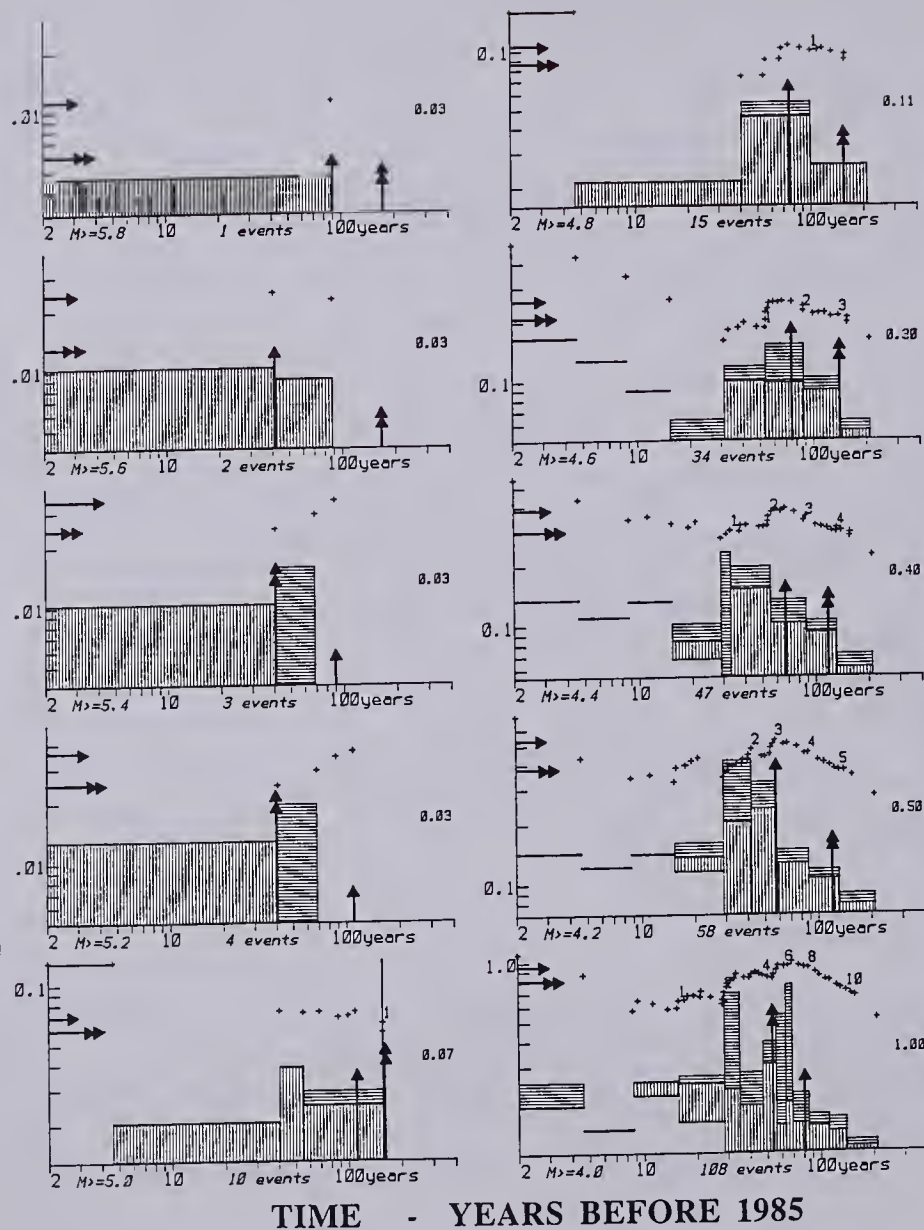 .01
0.03
2 M>=5.8 10 1 events 100years
.01
0.03
2 M>=5.6 10 2 events 100years
.01
0.03
2 M>=5.4 10 3 events 100years
.01
0.03
2 M>=5.2 10 4 events 100years
0.1
1
0.07
2 M>=5.0 10 10 events 100years
0.1
1
0.11
2 M>=4.8 10 15 events 100years
2 3
0.30
0.1
2 M>=4.6 10 34 events 100years
1 2 3 4
0.40
0.1
2 M>=4.4 10 47 events 100years
2 3 4 5
0.50
0.1
2 M>=4.2 10 58 events 100years
1.0
1 4 6 8 10
1.00
2 M>=4.0 10 108 events 100years
TIME - YEARS BEFORE 1985